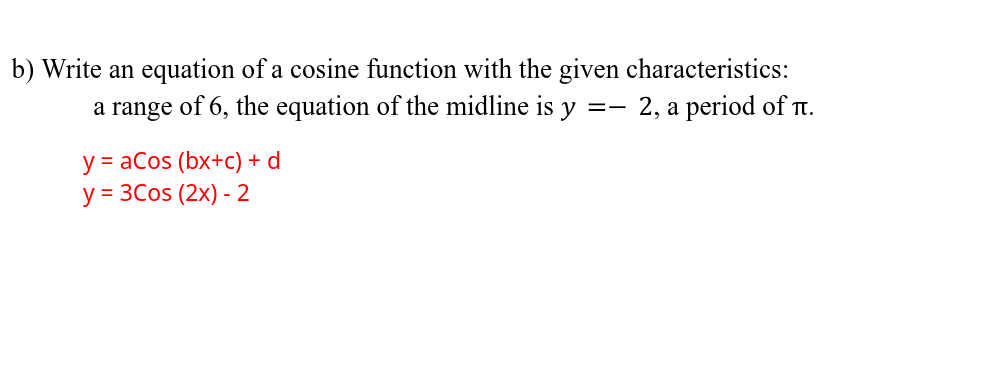 b) Write an equation of a cosine function with the given characteristics:
a range of 6, the equation of the midline is y =− 2, a period of π.
y = aCos (bx+c) + d
y = 3Cos (2x) - 2